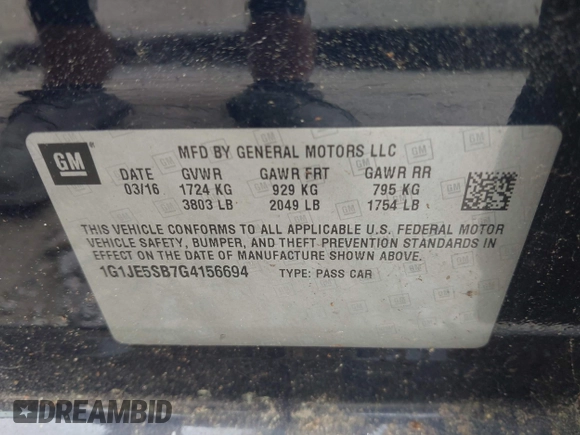 GM
MFD BY GENERAL MOTORS LLC
DATE GVWR GAWR FRT GAWR RR
03/16 1724 KG 929 KG 795 KG
3803 LB 2049 LB 1754 LB
THIS VEHICLE CONFORMS TO ALL APPLICABLE U.S. FEDERAL MOTOR
VEHICLE SAFETY, BUMPER, AND THEFT PREVENTION STANDARDS IN
EFFECT ON THE DATE OF MANUFACTURE SHOWN ABOVE.
1G1JE5SB7G4156694 TYPE: PASS CAR
DREAMBID